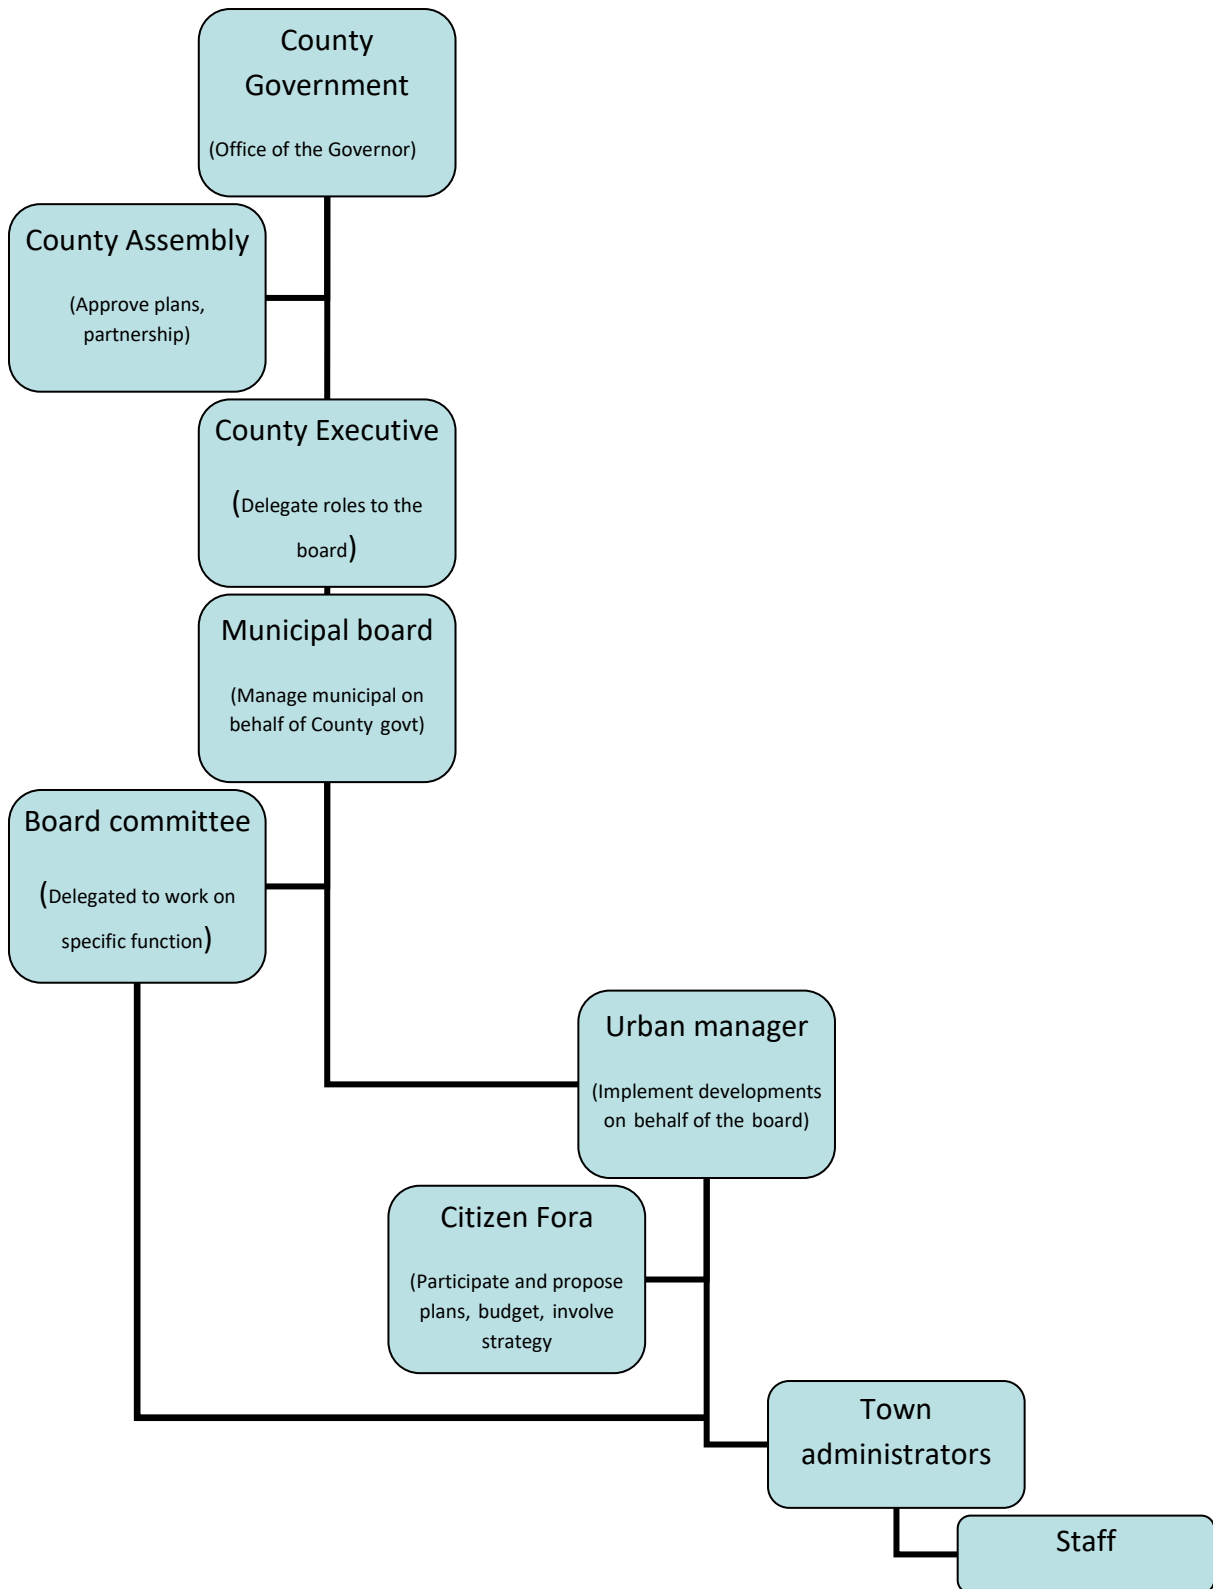 County
Government
(Office of the Governor)
County Assembly
(Approve plans,
partnership)
County Executive
(Delegate roles to the
board)
Municipal board
(Manage municipal on
behalf of County govt)
Board committee
(Delegated to work on
specific function)
Urban manager
(Implement developments
on behalf of the board)
Citizen Fora
(Participate and propose
plans, budget, involve
strategy
Town
administrators
Staff